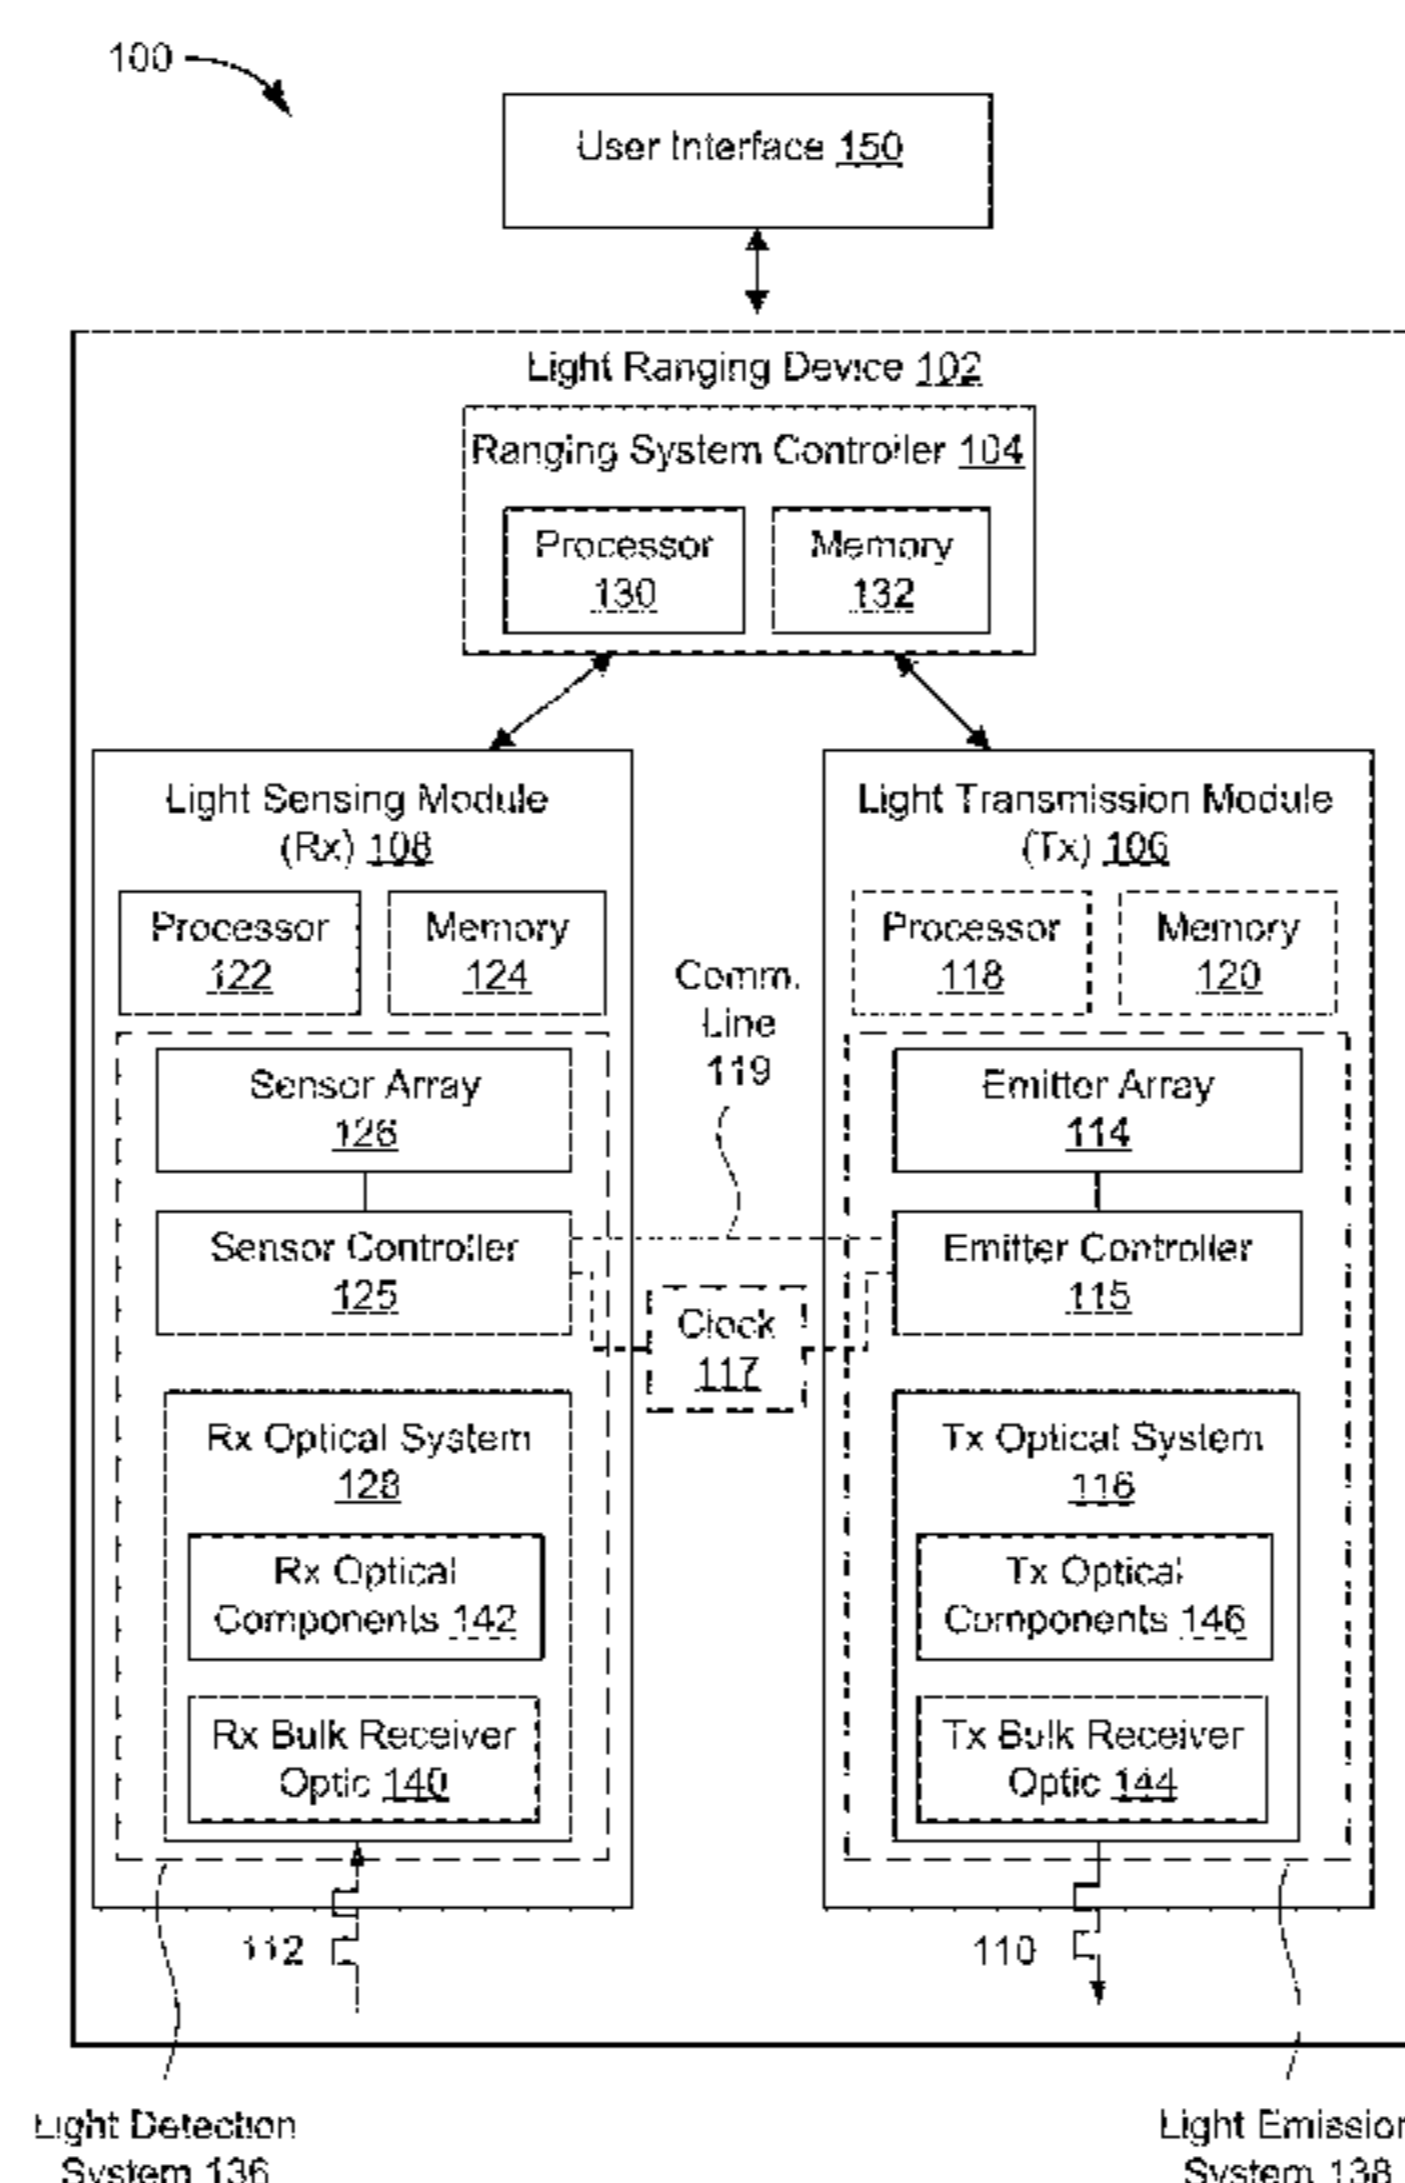 100
User Interface 150
Light Ranging Device 102
Ranging System Controller 104
Processor
130
Memory
132
Light Sensing Module
(Rx) 108
Processor
122
Memory
124
Sensor Array
126
Sensor Controller
125
Rx Optical System
128
Rx Optical
Components 142
Rx Bulk Receiver
Optic 140
112
Comm.
Line
119
Clock
117
Light Transmission Module
(Tx) 106
Processor
118
Memory
120
Emitter Array
114
Emitter Controller
115
Tx Optical System
116
Tx Optical
Components 146
Tx Bulk Receiver
Optic 144
110
Light Detection
System 136
Light Emission
System 138